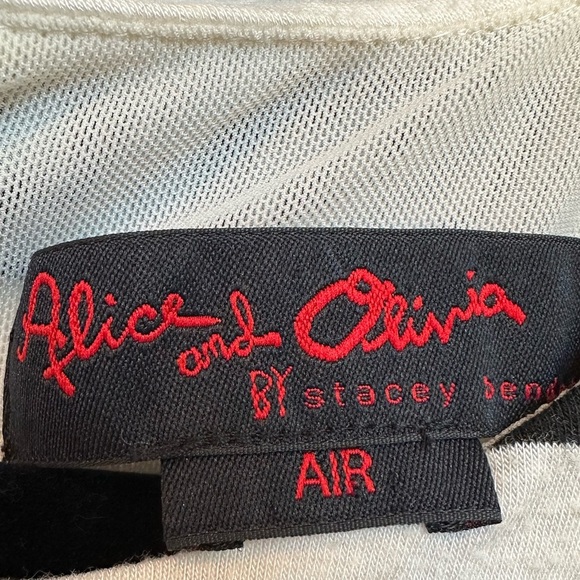 Alice and Olivia
BY stacey bend
AIR